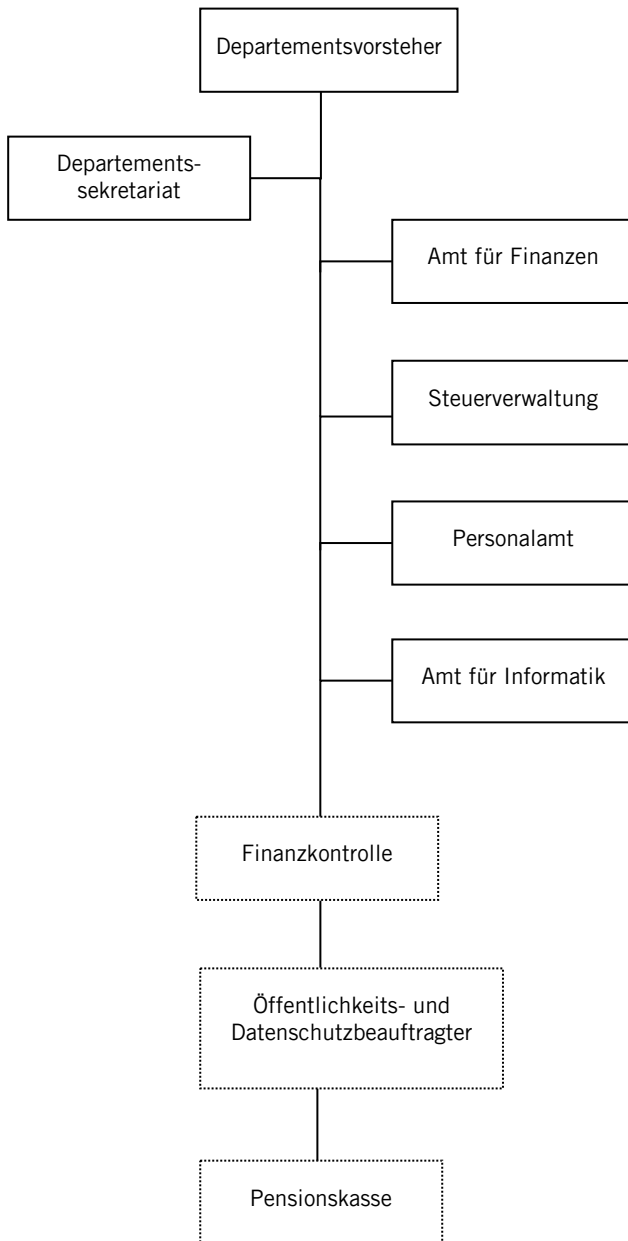 Departementsvorsteher
Departements-
sekretariat
Amt für Finanzen
Steuerverwaltung
Personalamt
Amt für Informatik
Finanzkontrolle
Öffentlichkeits- und
Datenschutzbeauftragter
Pensionskasse